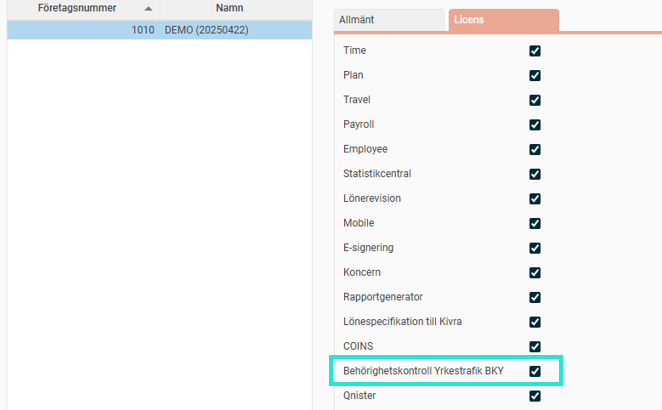 Företagsnummer Namn
1010 DEMO (20250422)
Allmänt Licens
Time
Plan
Travel
Payroll
Employee
Statistikcentral
Lönerevision
Mobile
E-signering
Koncern
Rapportgenerator
Lönespecifikation till Kivra
COINS
Behörighetskontroll Yrkestrafik BKY
Qnister